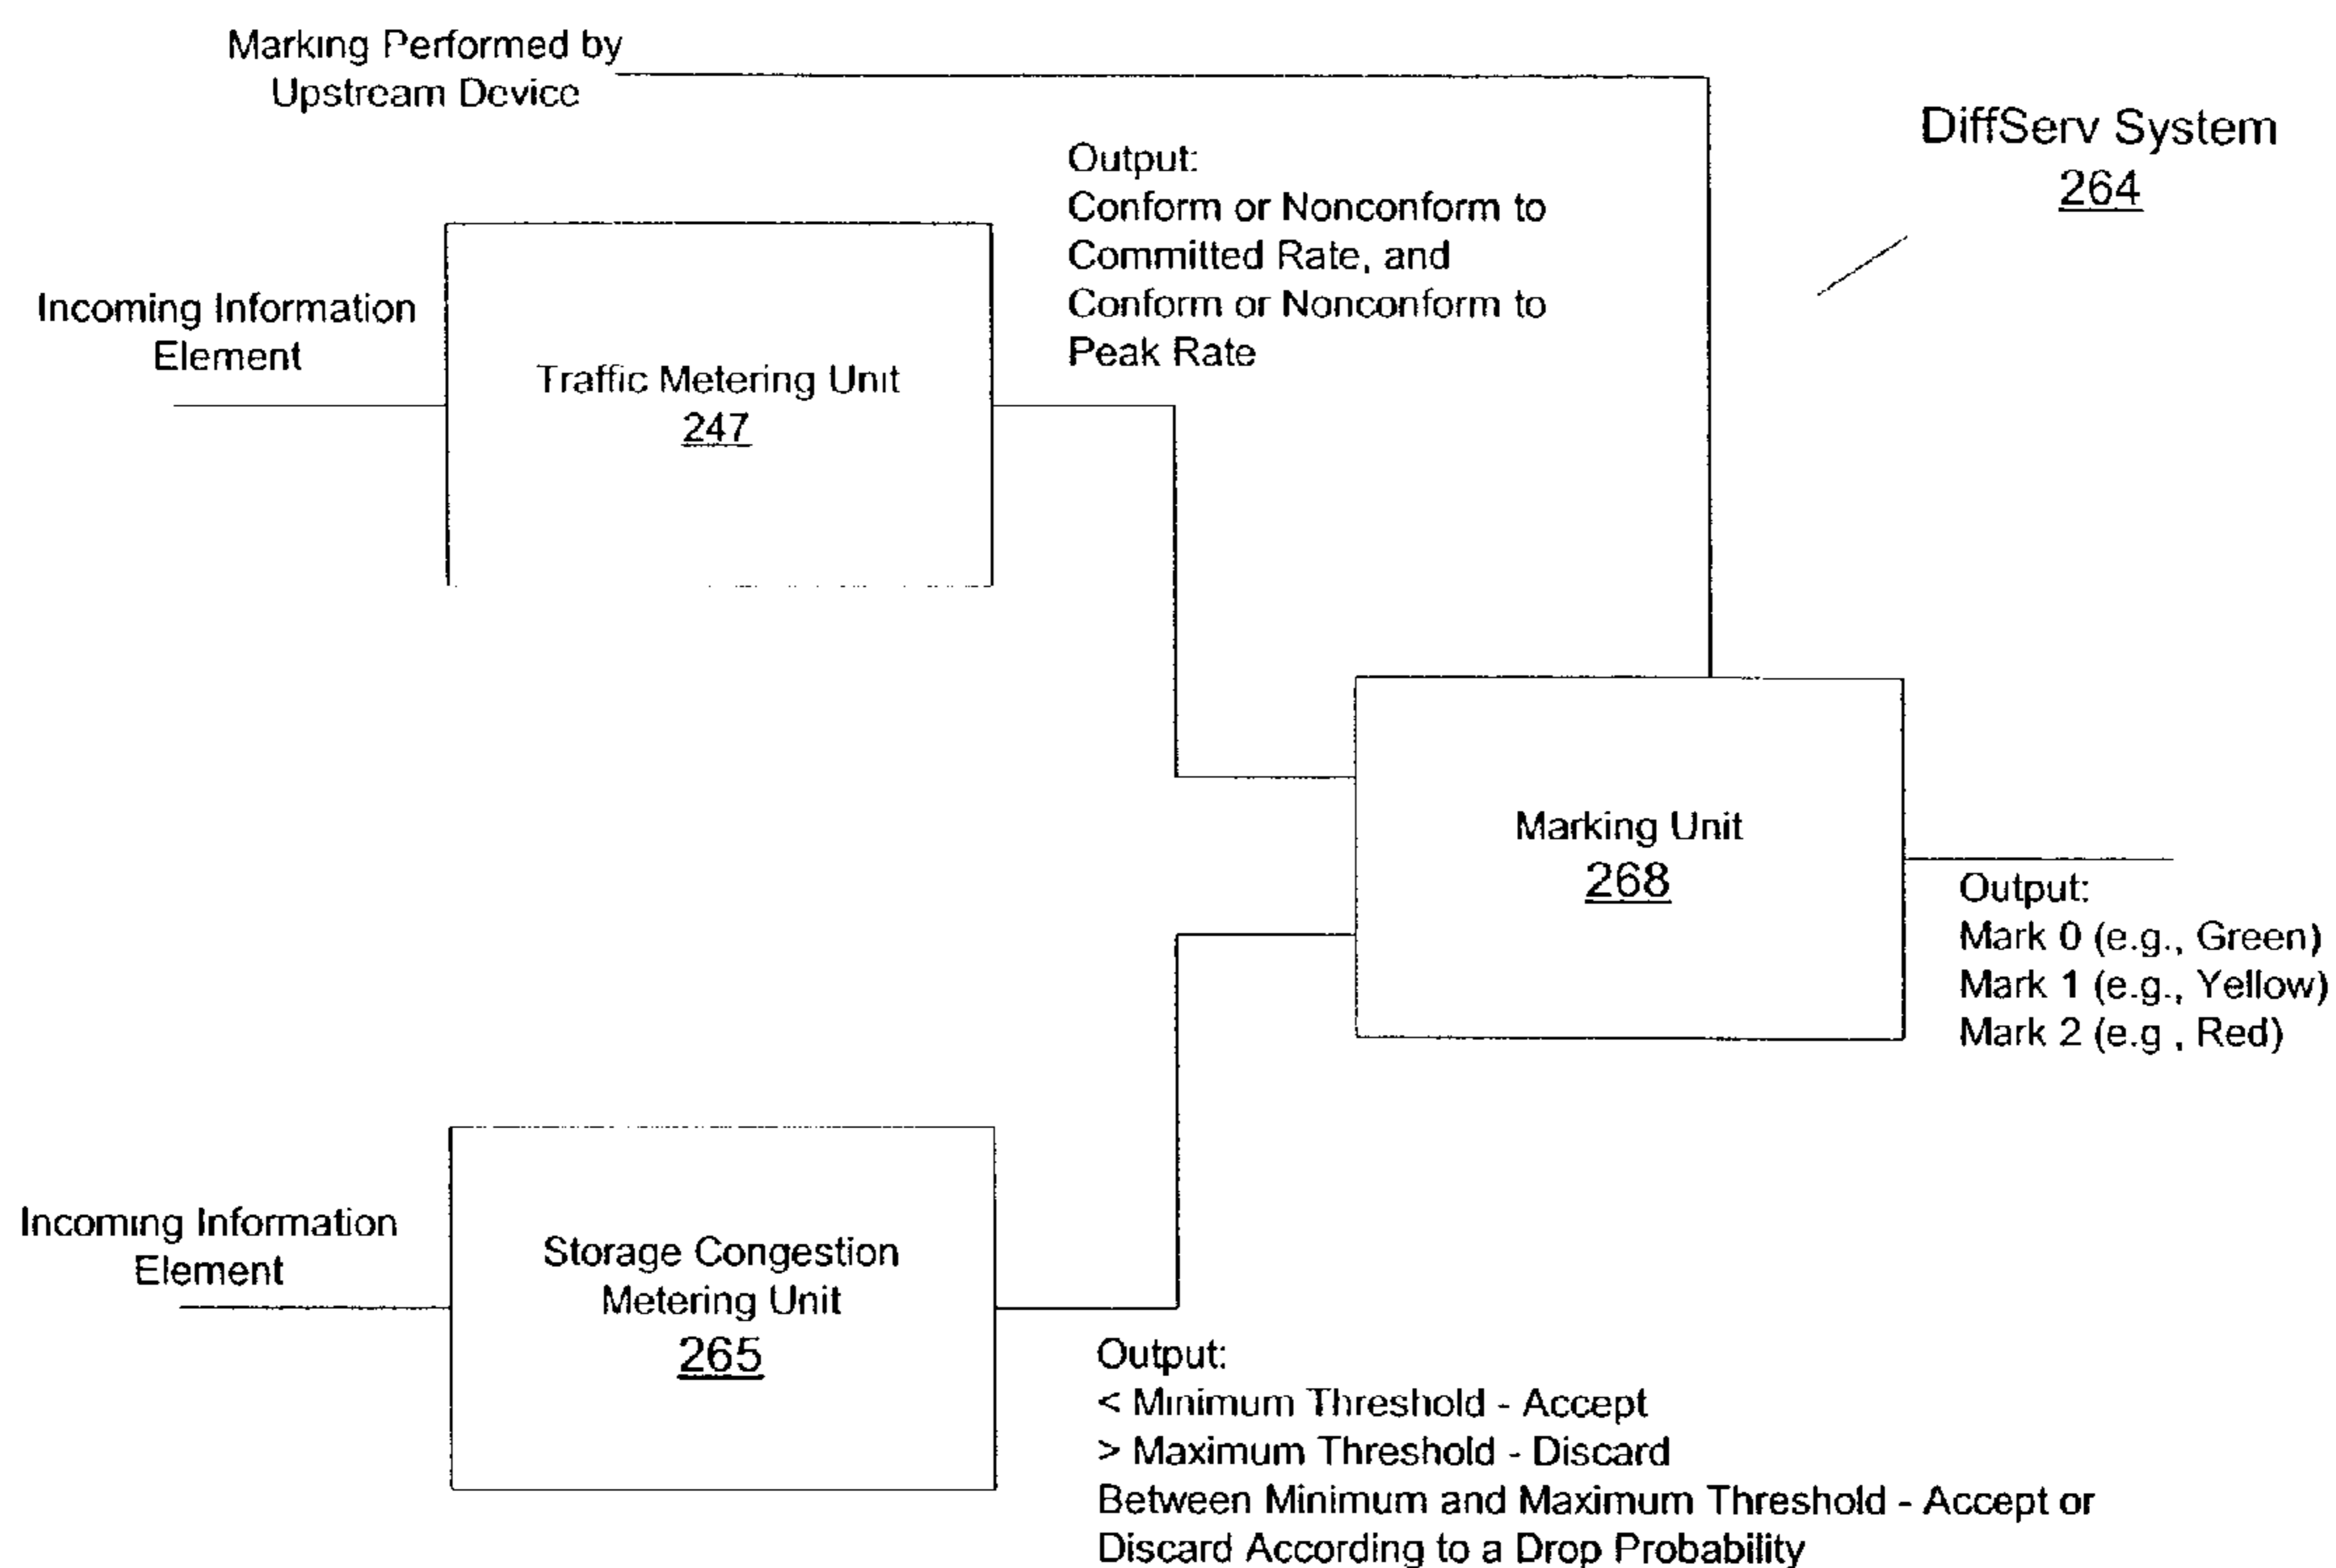 Marking Performed by
Upstream Device
DiffServ System
264
Output:
Conform or Nonconform to
Committed Rate, and
Conform or Nonconform to
Peak Rate
Incoming Information
Element
Traffic Metering Unit
247
Marking Unit
268
Output:
Mark 0 (e.g., Green)
Mark 1 (e.g., Yellow)
Mark 2 (e.g , Red)
Incoming Information
Element
Storage Congestion
Metering Unit
265
Output:
< Minimum Threshold - Accept
> Maximum Threshold - Discard
Between Minimum and Maximum Threshold - Accept or
Discard According to a Drop Probability